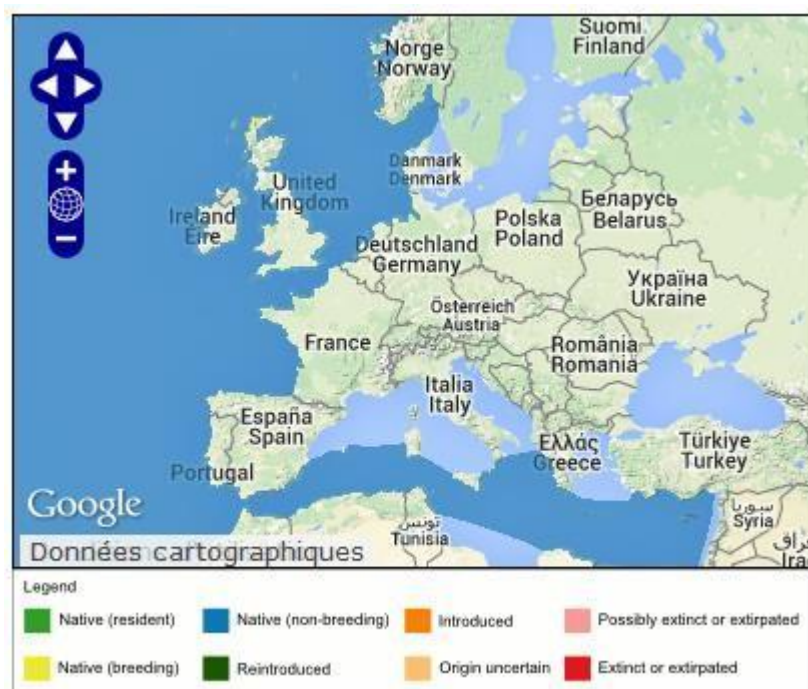 Suomi
Finland
Norge
Norway
Danmark
Denmark
United
Kingdom
Ireland
Éire
Беларусь
Belarus
Polska
Poland
Deutschland
Germany
Україна
Ukraine
Österreich
Austria
France
România
Romania
Italia
Italy
España
Spain
Ελλάς
Greece
Türkiye
Turkey
Portugal
Google
تونس
Tunisia
سوريا
Syria
Données cartographiques
Legend
Native (resident)
Native (non-breeding)
Introduced
Possibly extinct or extirpated
Native (breeding)
Reintroduced
Origin uncertain
Extinct or extirpated